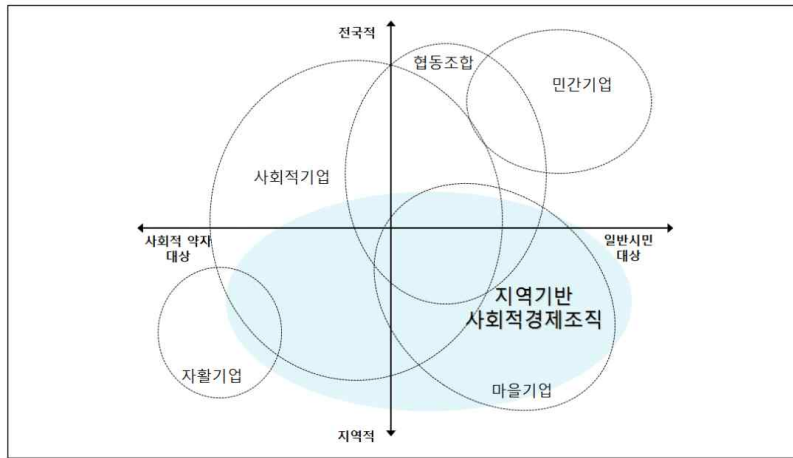 전국적
협동조합
민간기업
사회적기업
사회적 약자
대상
일반시민
대상
지역기반
사회적경제조직
자활기업
마을기업
지역적